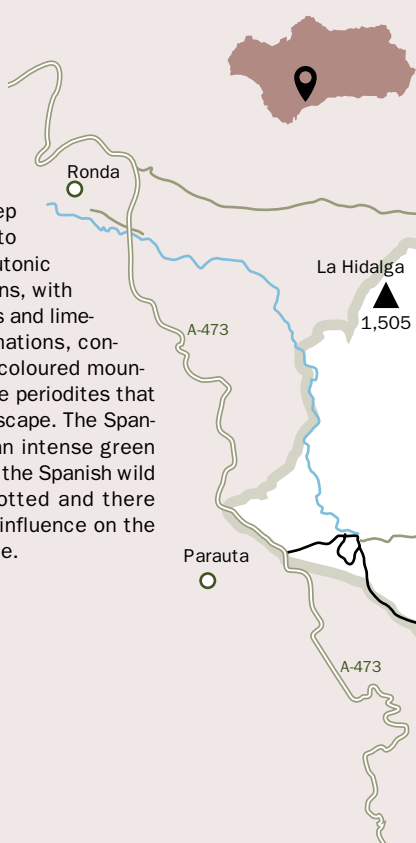 Ronda
ep
to
utonic
ns, with
s and lime-
nations, con-
coloured moun-
e periodites that
scape. The Span-
an intense green
the Spanish wild
otted and there
influence on the
e.
La Hidalga
1,505
A-473
Parauta
A-473